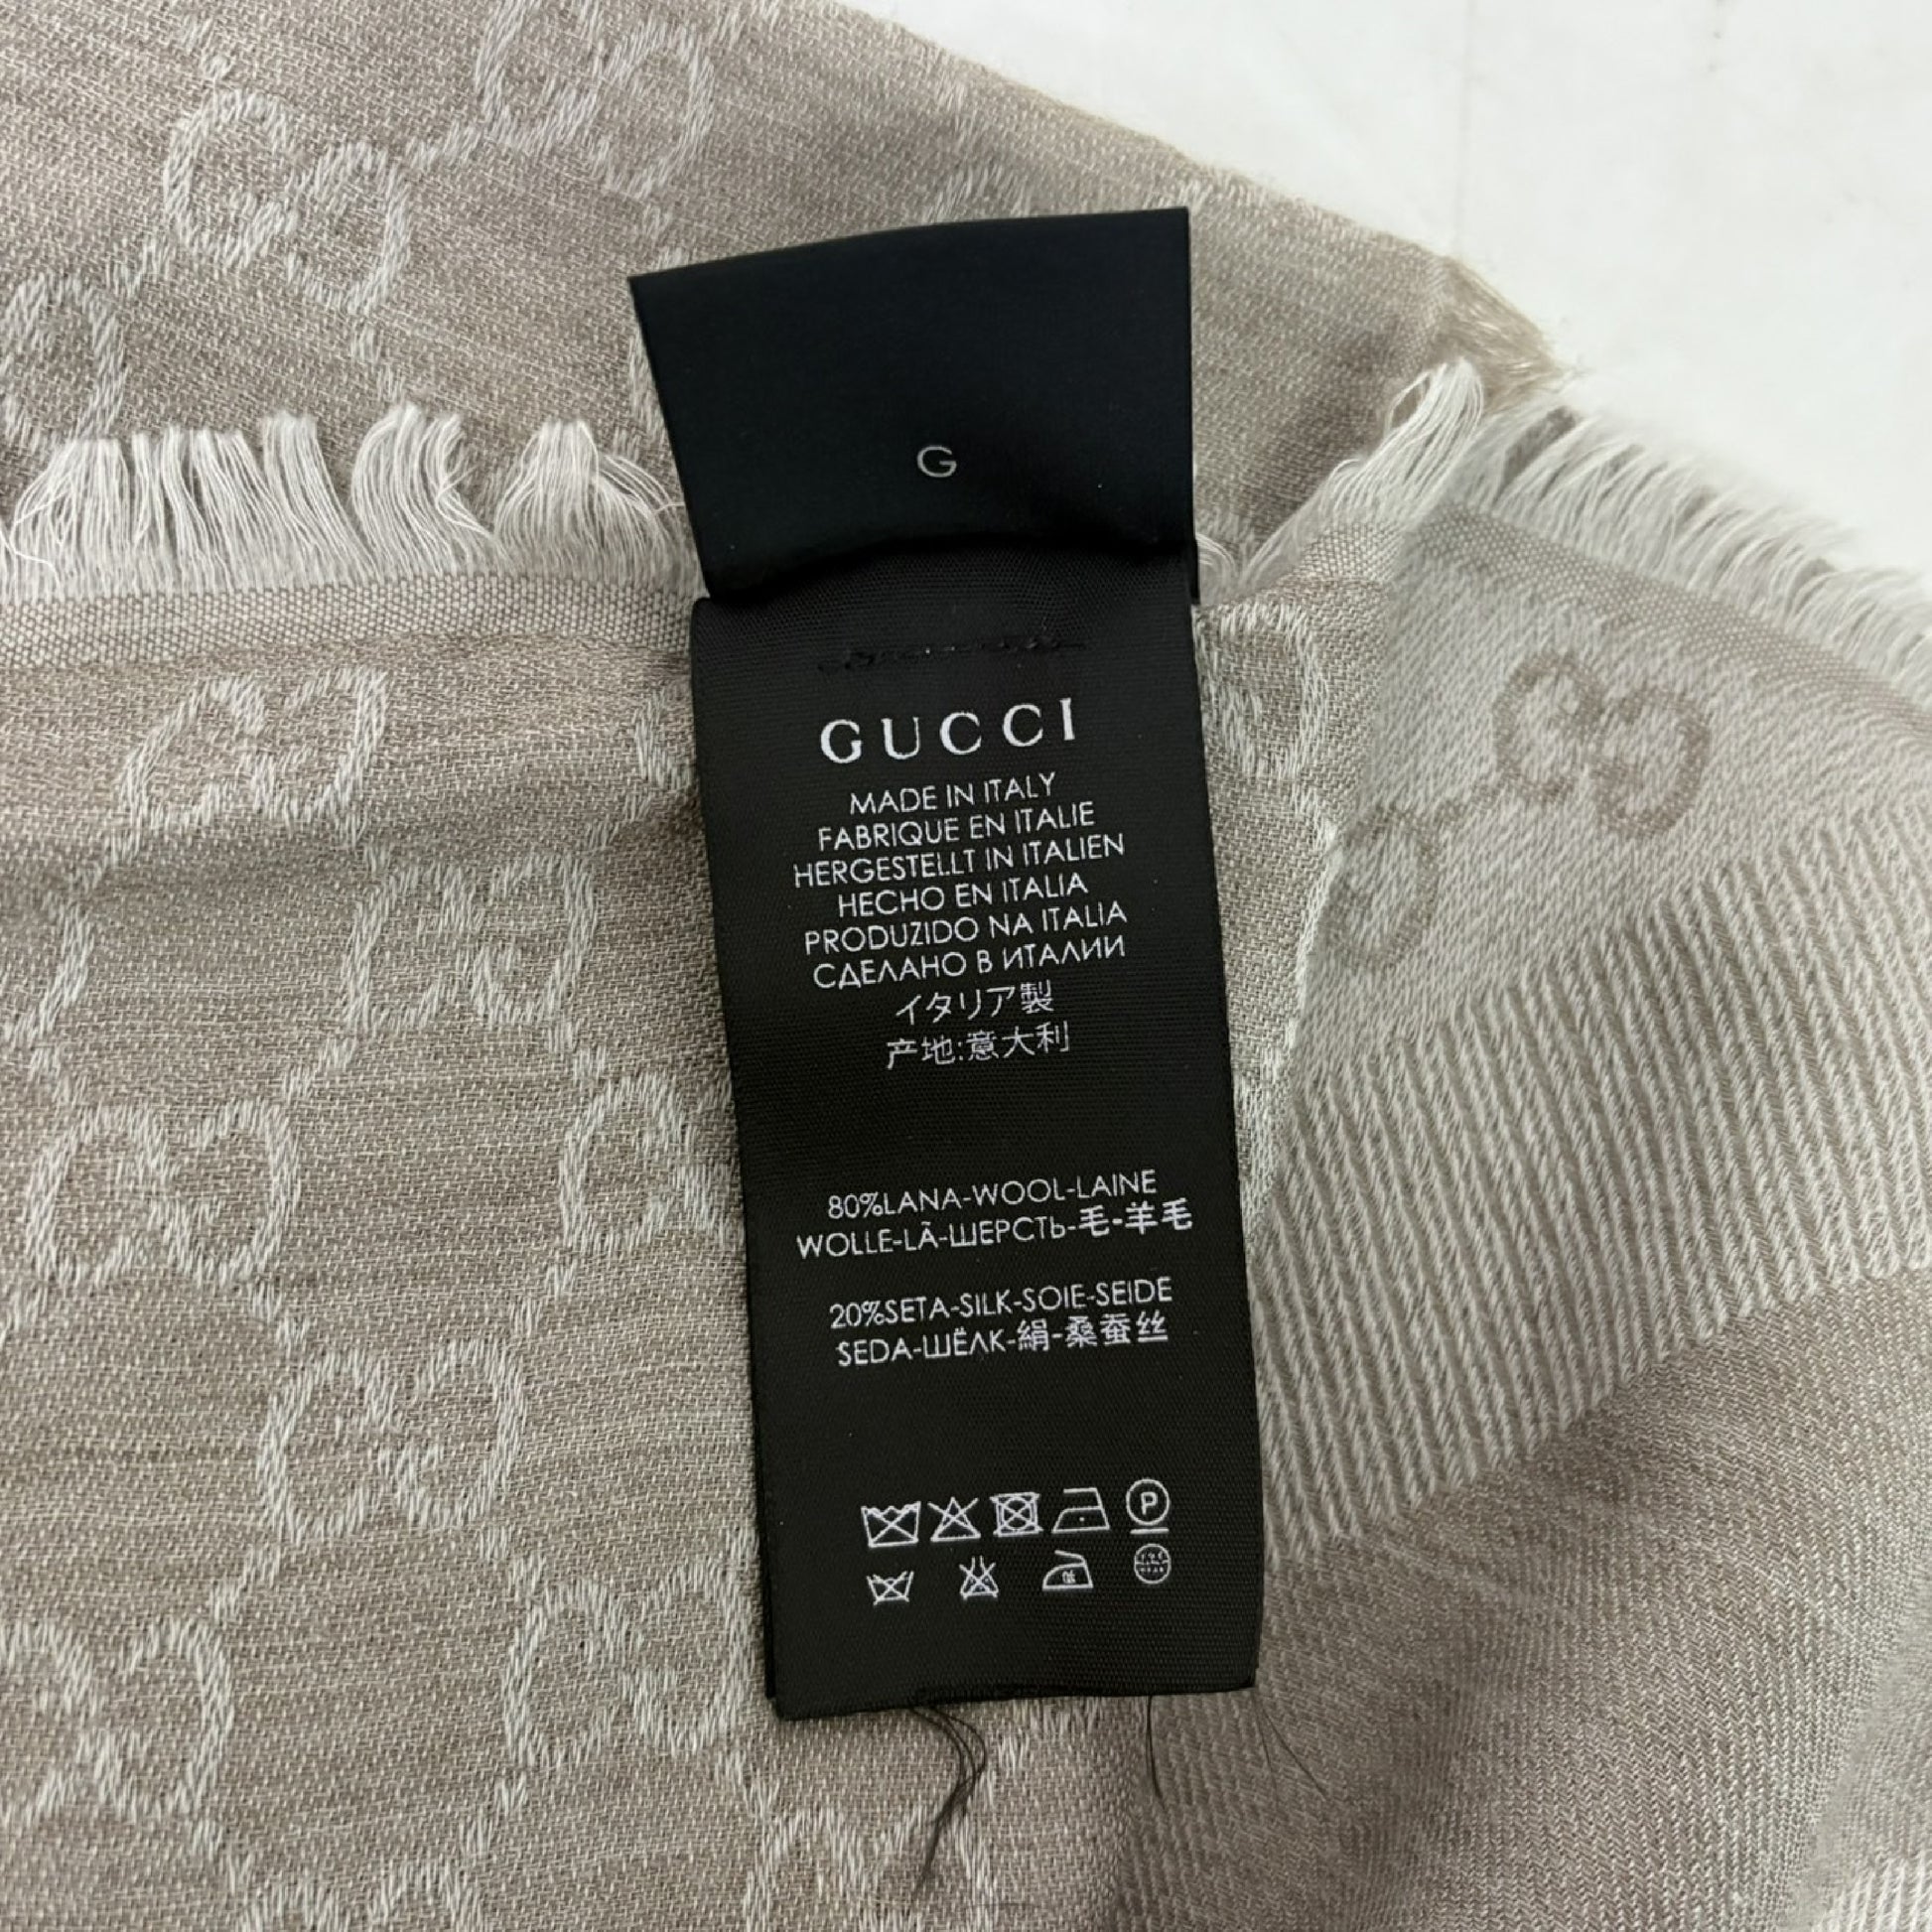 G
GUCCI
MADE IN ITALY
FABRIQUE EN ITALIE
HERGESTELLT IN ITALIEN
HECHO EN ITALIA
PRODUZIDO NA ITALIA
СДЕЛАНО В ИТАЛИИ
イタリア製
产地:意大利
80%LANA-WOOL-LAINE
WOLLE-LÃ-ШЕРСТЬ-毛-羊毛
20%SETA-SILK-SOIE-SEIDE
SEDA-ШЁЛК-絹-桑蚕丝
P